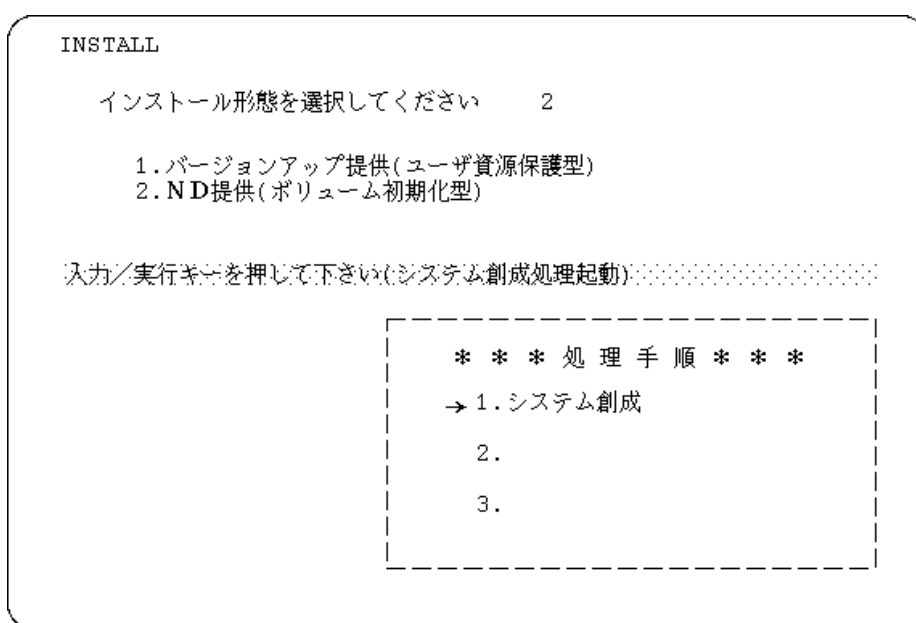 INSTALL
インストール形態を選択してください 2
1.バージョンアップ提供(ユーザ資源保護型)
2.ND提供(ボリューム初期化型)
入力／実行キーを押して下さい(システム創成処理起動)
＊ ＊ ＊ 処 理 手 順 ＊ ＊ ＊
→ 1.システム創成
2.
3.